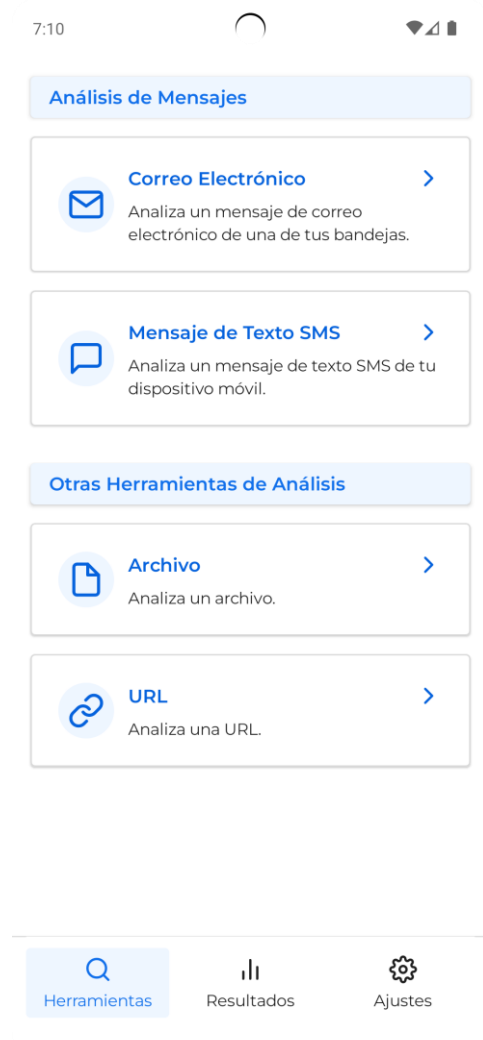 7:10
Análisis de Mensajes
Correo Electrónico
Analiza un mensaje de correo
electrónico de una de tus bandejas.
Mensaje de Texto SMS
Analiza un mensaje de texto SMS de tu
dispositivo móvil.
Otras Herramientas de Análisis
Archivo
Analiza un archivo.
URL
Analiza una URL.
Herramientas
Resultados
Ajustes